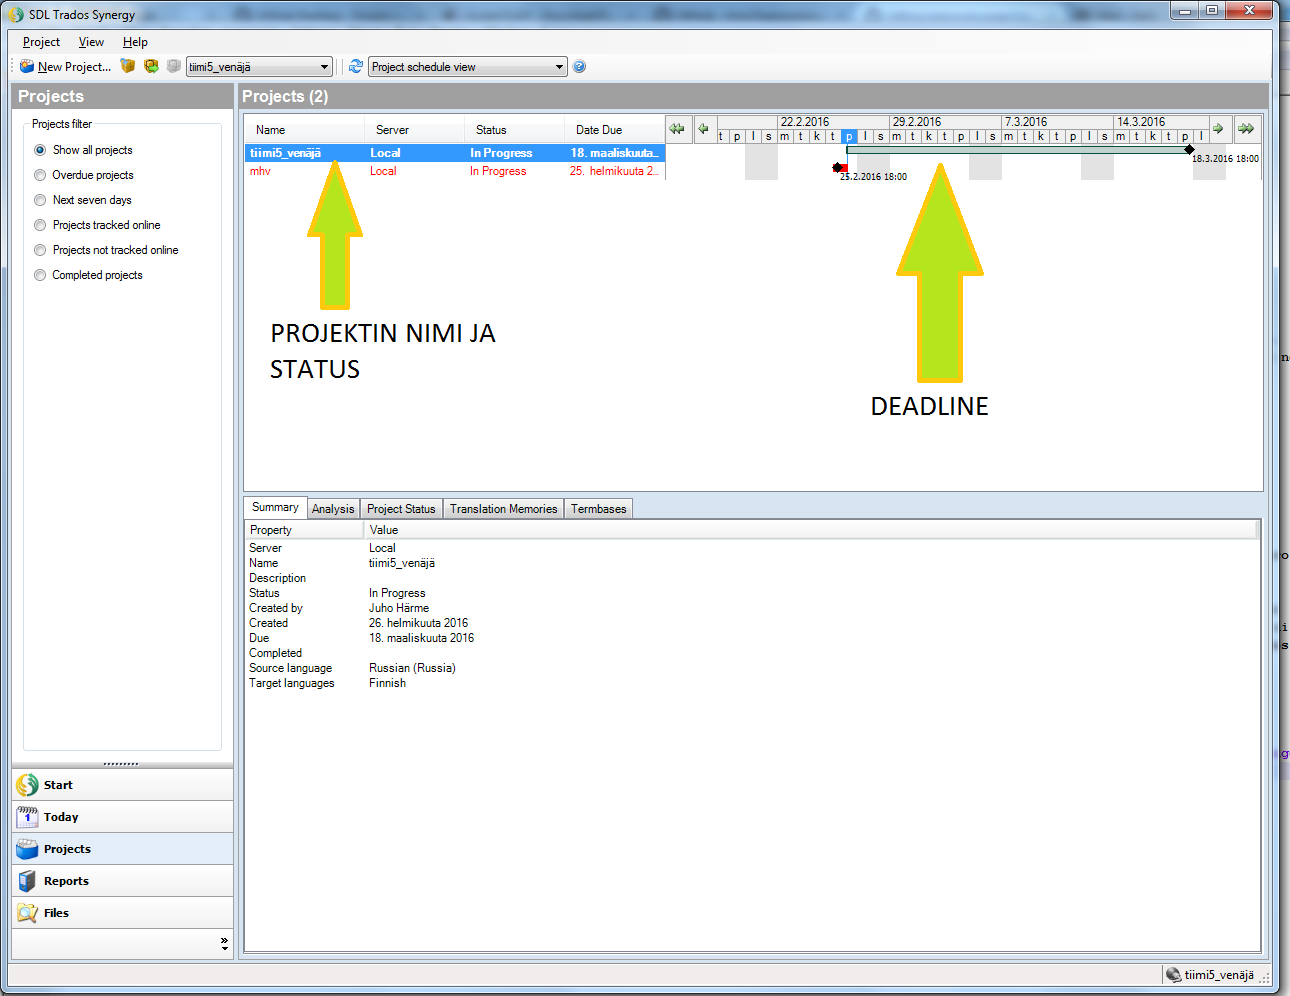 SDL Trados Synergy
Project View Help
New Project... tiimi5_venäjä Project schedule view
Projects
Projects filter
Show all projects
Overdue projects
Next seven days
Projects tracked online
Projects not tracked online
Completed projects
Start
1 Today
Projects
Reports
Files
Projects (2)
Name Server Status Date Due
22.2.2016 29.2.2016 7.3.2016 14.3.2016
t p l s m t k t p l s m t k t p l s m t k t p l s m t k t p l
tiimi5_venäjä Local In Progress 18. maaliskuuta...
18.3.2016 18:00
mhv Local In Progress 25. helmikuuta 2...
25.2.2016 18:00
PROJEKTIN NIMI JA
STATUS
DEADLINE
Summary Analysis Project Status Translation Memories Termbases
Property Value
Server Local
Name tiimi5_venäjä
Description
Status In Progress
Created by Juho Härme
Created 26. helmikuuta 2016
Due 18. maaliskuuta 2016
Completed
Source language Russian (Russia)
Target languages Finnish
tiimi5_venäjä